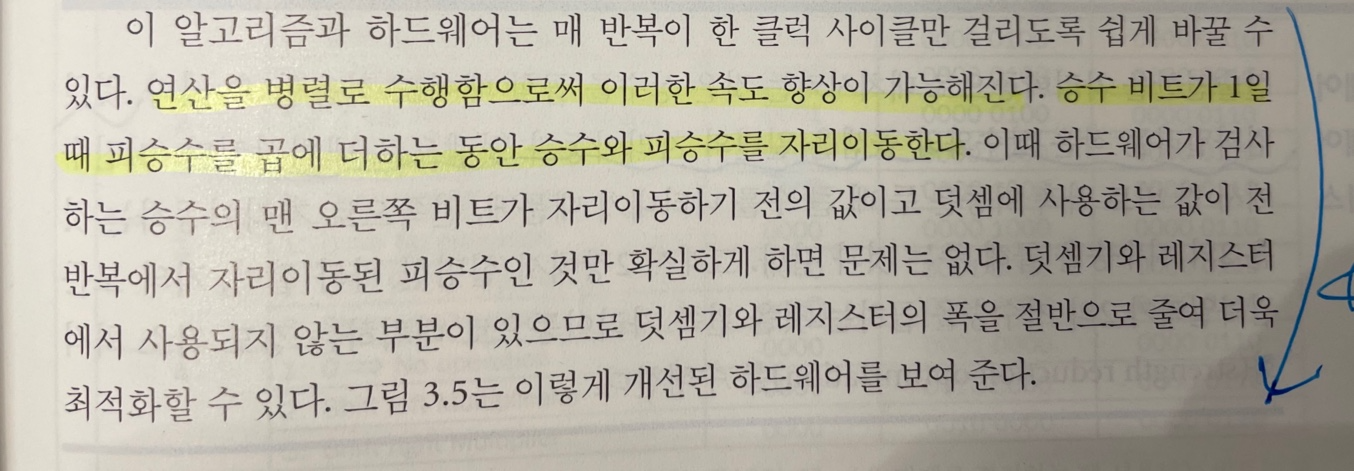 이 알고리즘과 하드웨어는 매 반복이 한 클럭 사이클만 걸리도록 쉽게 바꿀 수
있다. 연산을 병렬로 수행함으로써 이러한 속도 향상이 가능해진다. 승수 비트가 1일
때 피승수를 곱에 더하는 동안 승수와 피승수를 자리이동한다. 이때 하드웨어가 검사
하는 승수의 맨 오른쪽 비트가 자리이동하기 전의 값이고 덧셈에 사용하는 값이 전
반복에서 자리이동된 피승수인 것만 확실하게 하면 문제는 없다. 덧셈기와 레지스터
에서 사용되지 않는 부분이 있으므로 덧셈기와 레지스터의 폭을 절반으로 줄여 더욱
최적화할 수 있다. 그림 3.5는 이렇게 개선된 하드웨어를 보여 준다.